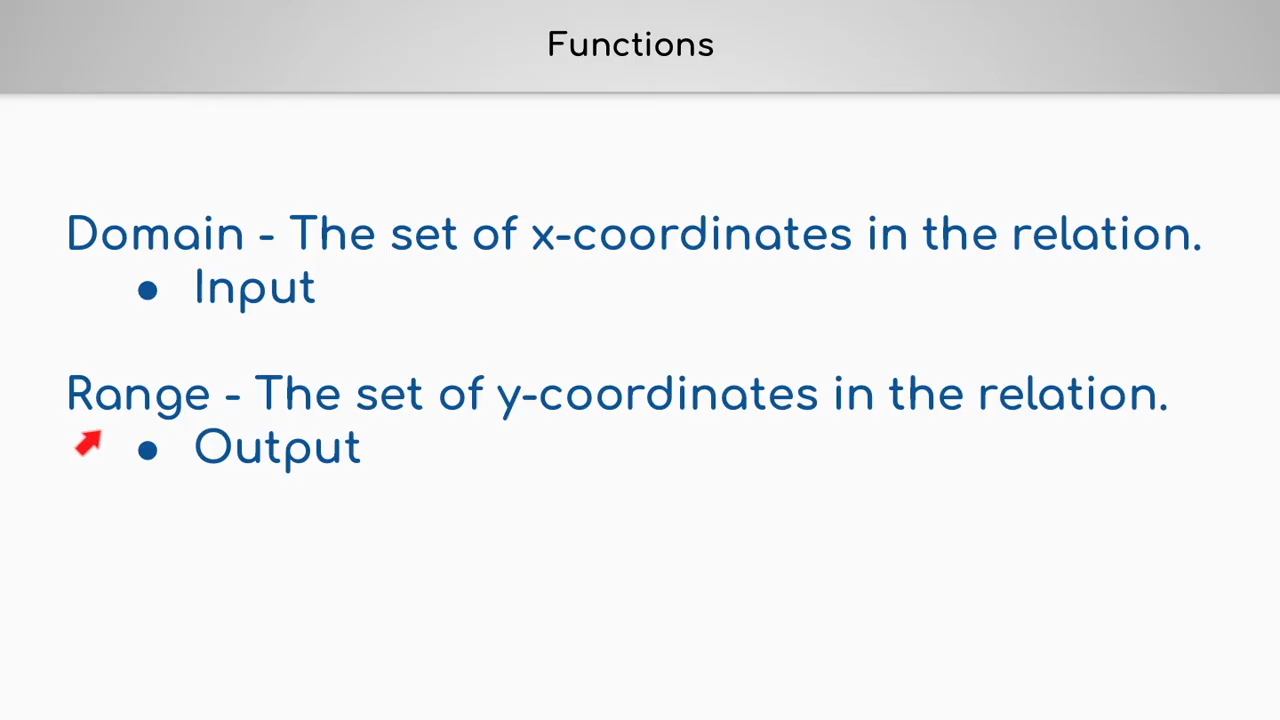 Functions
Domain - The set of x-coordinates in the relation.
● Input
Range - The set of y-coordinates in the relation.
● Output